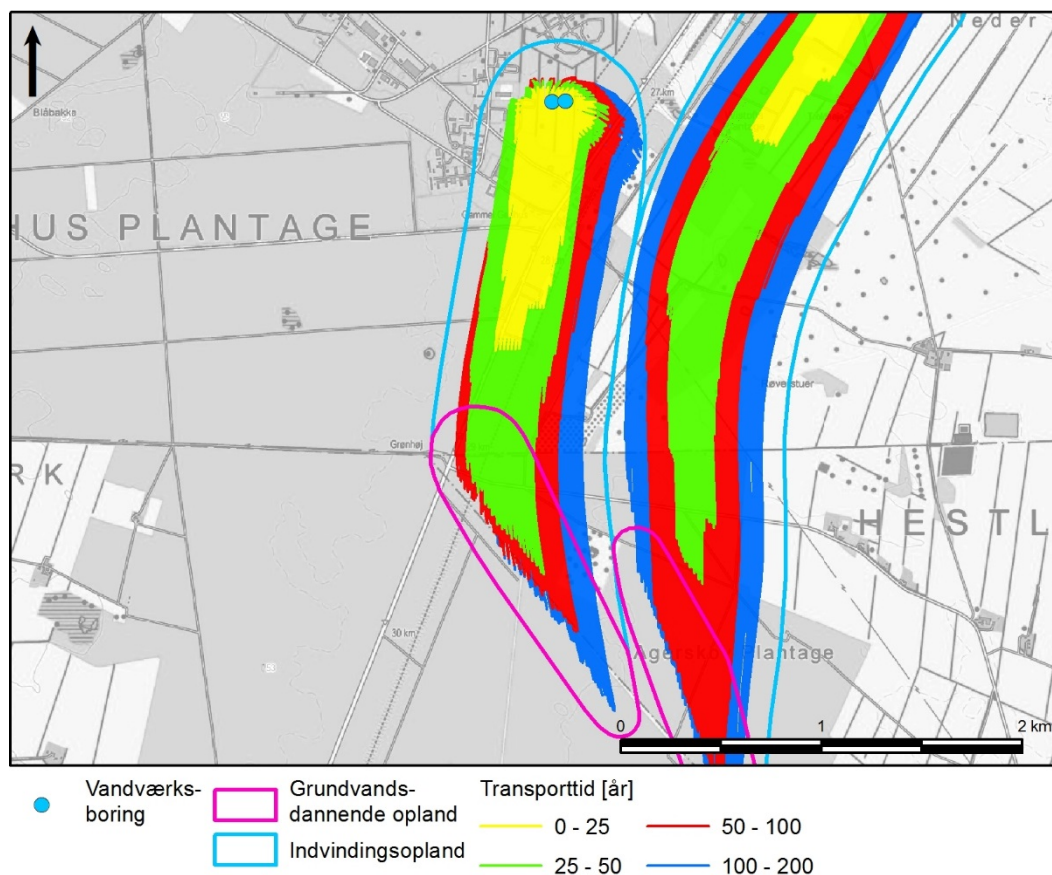 Neder
Blåbakke
27 km
HUS PLANTAGE
Grønhøj
RK
HESTL
30 km
Agerskov Plantage
0 1 2 km
Vandværks-
boring
Grundvands-
dannende opland
Indvindingsopland
Transporttid [år]
0 - 25
25 - 50
50 - 100
100 - 200